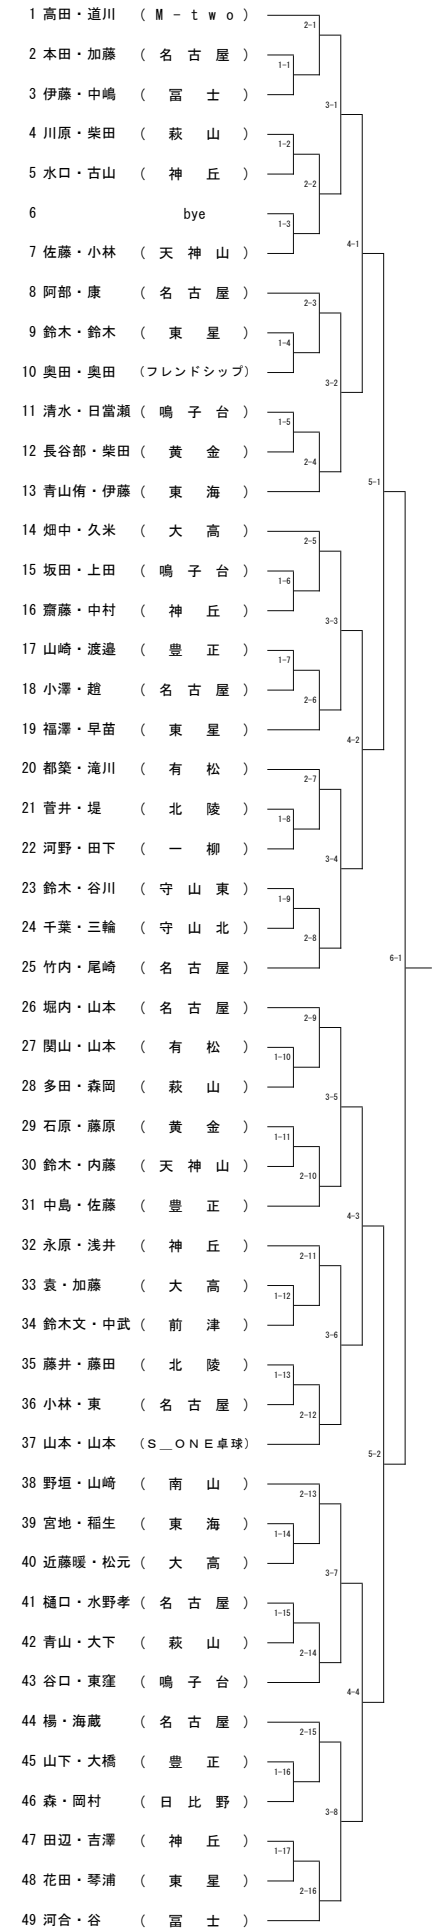 1 高田・道川 (M-two) 2-1
2 本田・加藤 (名古屋) 1-1
3 伊藤・中嶋 (冨士) 3-1
4 川原・柴田 (萩山) 1-2
5 水口・古山 (神丘) 2-2
6 bye 1-3
7 佐藤・小林 (天神山) 4-1
8 阿部・康 (名古屋) 2-3
9 鈴木・鈴木 (東星) 1-4
10 奥田・奥田 (フレンドシップ) 3-2
11 清水・日當瀬 (鳴子台) 1-5
12 長谷部・柴田 (黄金) 2-4
13 青山侑・伊藤 (東海) 5-1
14 畑中・久米 (大高) 2-5
15 坂田・上田 (鳴子台) 1-6
16 齋藤・中村 (神丘) 3-3
17 山崎・渡邉 (豊正) 1-7
18 小澤・趙 (名古屋) 2-6
19 福澤・早苗 (東星) 4-2
20 都築・滝川 (有松) 2-7
21 菅井・堤 (北陵) 1-8
22 河野・田下 (一柳) 3-4
23 鈴木・谷川 (守山東) 1-9
24 千葉・三輪 (守山北) 2-8
25 竹内・尾崎 (名古屋) 6-1
26 堀内・山本 (名古屋) 2-9
27 関山・山本 (有松) 1-10
28 多田・森岡 (萩山) 3-5
29 石原・藤原 (黄金) 1-11
30 鈴木・内藤 (天神山) 2-10
31 中島・佐藤 (豊正) 4-3
32 永原・浅井 (神丘) 2-11
33 袁・加藤 (大高) 1-12
34 鈴木文・中武 (前津) 3-6
35 藤井・藤田 (北陵) 1-13
36 小林・東 (名古屋) 2-12
37 山本・山本 (S_ONE卓球) 5-2
38 野垣・山﨑 (南山) 2-13
39 宮地・稲生 (東海) 1-14
40 近藤暖・松元 (大高) 3-7
41 樋口・水野孝 (名古屋) 1-15
42 青山・大下 (萩山) 2-14
43 谷口・東窪 (鳴子台) 4-4
44 楊・海蔵 (名古屋) 2-15
45 山下・大橋 (豊正) 1-16
46 森・岡村 (日比野) 3-8
47 田辺・吉澤 (神丘) 1-17
48 花田・琴浦 (東星) 2-16
49 河合・谷 (冨士)